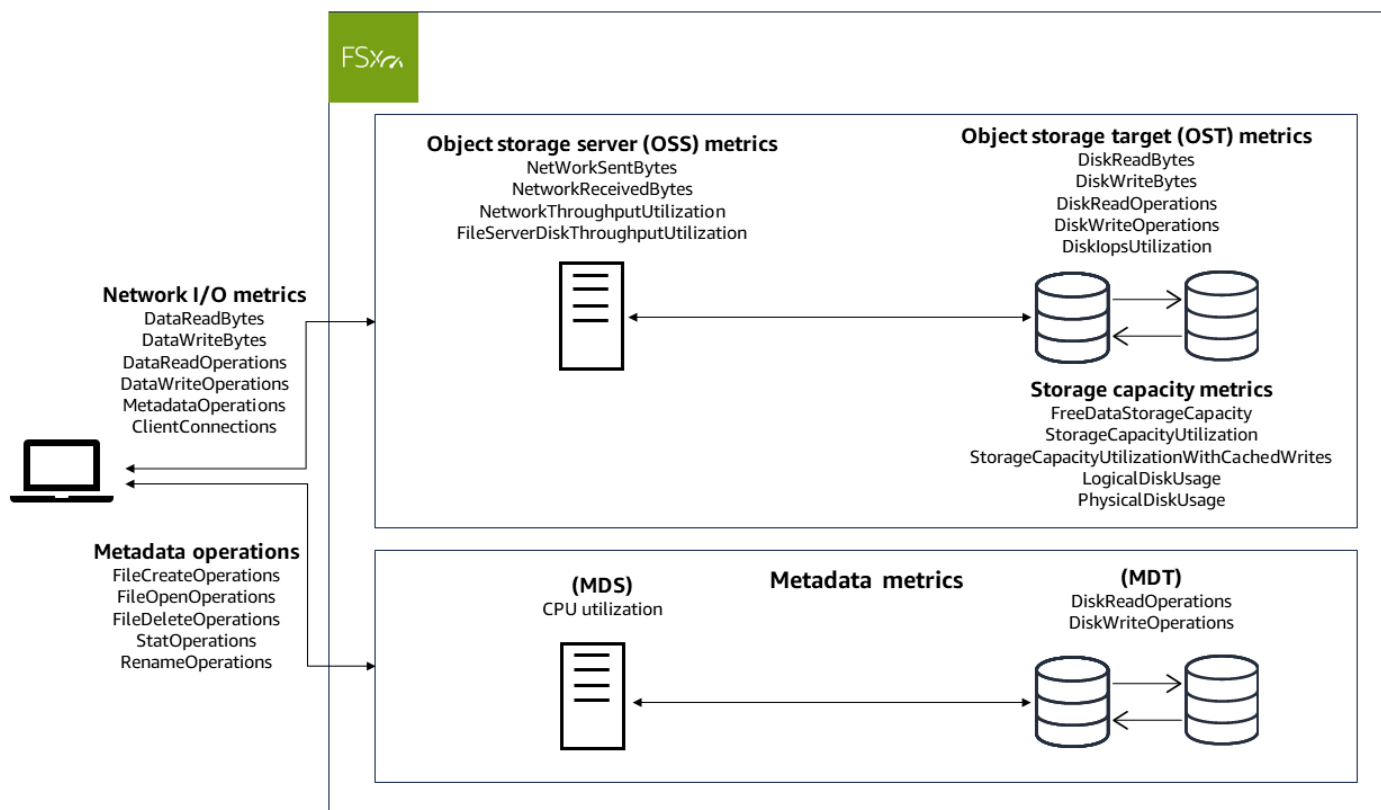 FSx
Object storage server (OSS) metrics
NetWorkSentBytes
NetworkReceivedBytes
NetworkThroughputUtilization
FileServerDiskThroughputUtilization
Object storage target (OST) metrics
DiskReadBytes
DiskWriteBytes
DiskReadOperations
DiskWriteOperations
DiskIopsUtilization
Network I/O metrics
DataReadBytes
DataWriteBytes
DataReadOperations
DataWriteOperations
MetadataOperations
ClientConnections
Storage capacity metrics
FreeDataStorageCapacity
StorageCapacityUtilization
StorageCapacityUtilizationWithCachedWrites
LogicalDiskUsage
PhysicalDiskUsage
Metadata operations
FileCreateOperations
FileOpenOperations
FileDeleteOperations
StatOperations
RenameOperations
(MDS)
CPU utilization
Metadata metrics
(MDT)
DiskReadOperations
DiskWriteOperations